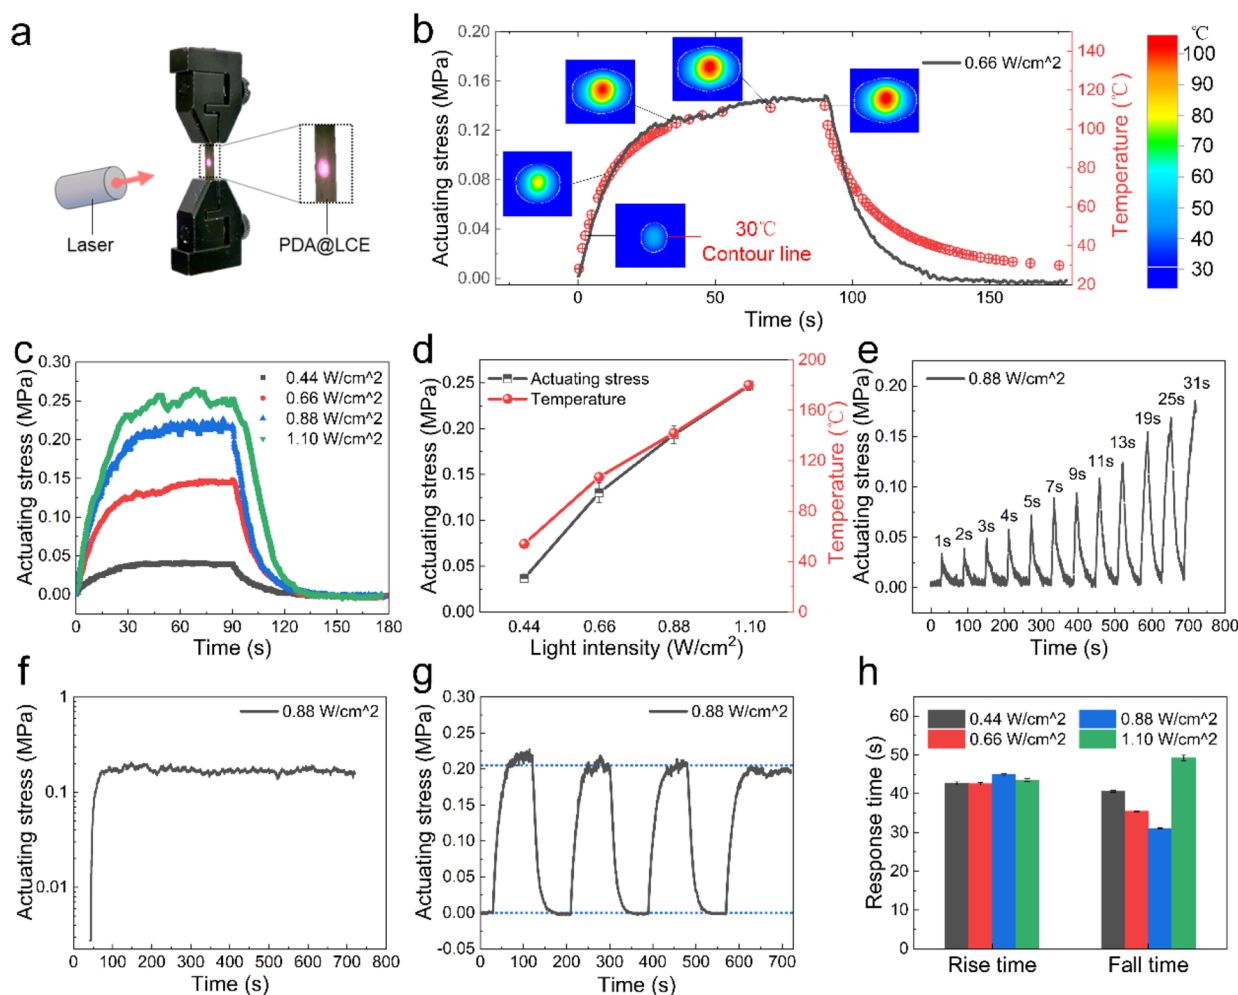 a
Laser
PDA@LCE
b
0.66 W/cm^2
30℃
Contour line
Actuating stress (MPa)
0.20
0.16
0.12
0.08
0.04
0.00
0
50
100
150
Time (s)
Temperature (℃)
140
120
100
80
60
40
20
℃
100
90
80
70
60
50
40
30
c
0.44 W/cm^2
0.66 W/cm^2
0.88 W/cm^2
1.10 W/cm^2
Actuating stress (MPa)
0.30
0.25
0.20
0.15
0.10
0.05
0.00
0 30 60 90 120 150 180
Time (s)
d
Actuating stress
Temperature
Actuating stress (MPa)
0.25
0.20
0.15
0.10
0.05
0.00
0.44 0.66 0.88 1.10
Light intensity (W/cm²)
Temperature (℃)
200
160
120
80
40
0
e
0.88 W/cm^2
1s 2s 3s 4s 5s 7s 9s 11s 13s 19s 25s 31s
Actuating stress (MPa)
0.20
0.15
0.10
0.05
0.00
0 100 200 300 400 500 600 700 800
Time (s)
f
0.88 W/cm^2
Actuating stress (MPa)
1
0.1
0.01
0 100 200 300 400 500 600 700 800
Time (s)
g
0.88 W/cm^2
Actuating stress (MPa)
0.30
0.25
0.20
0.15
0.10
0.05
0.00
-0.05
0 100 200 300 400 500 600 700
Time (s)
h
0.44 W/cm^2
0.88 W/cm^2
0.66 W/cm^2
1.10 W/cm^2
Response time (s)
60
50
40
30
20
10
0
Rise time
Fall time